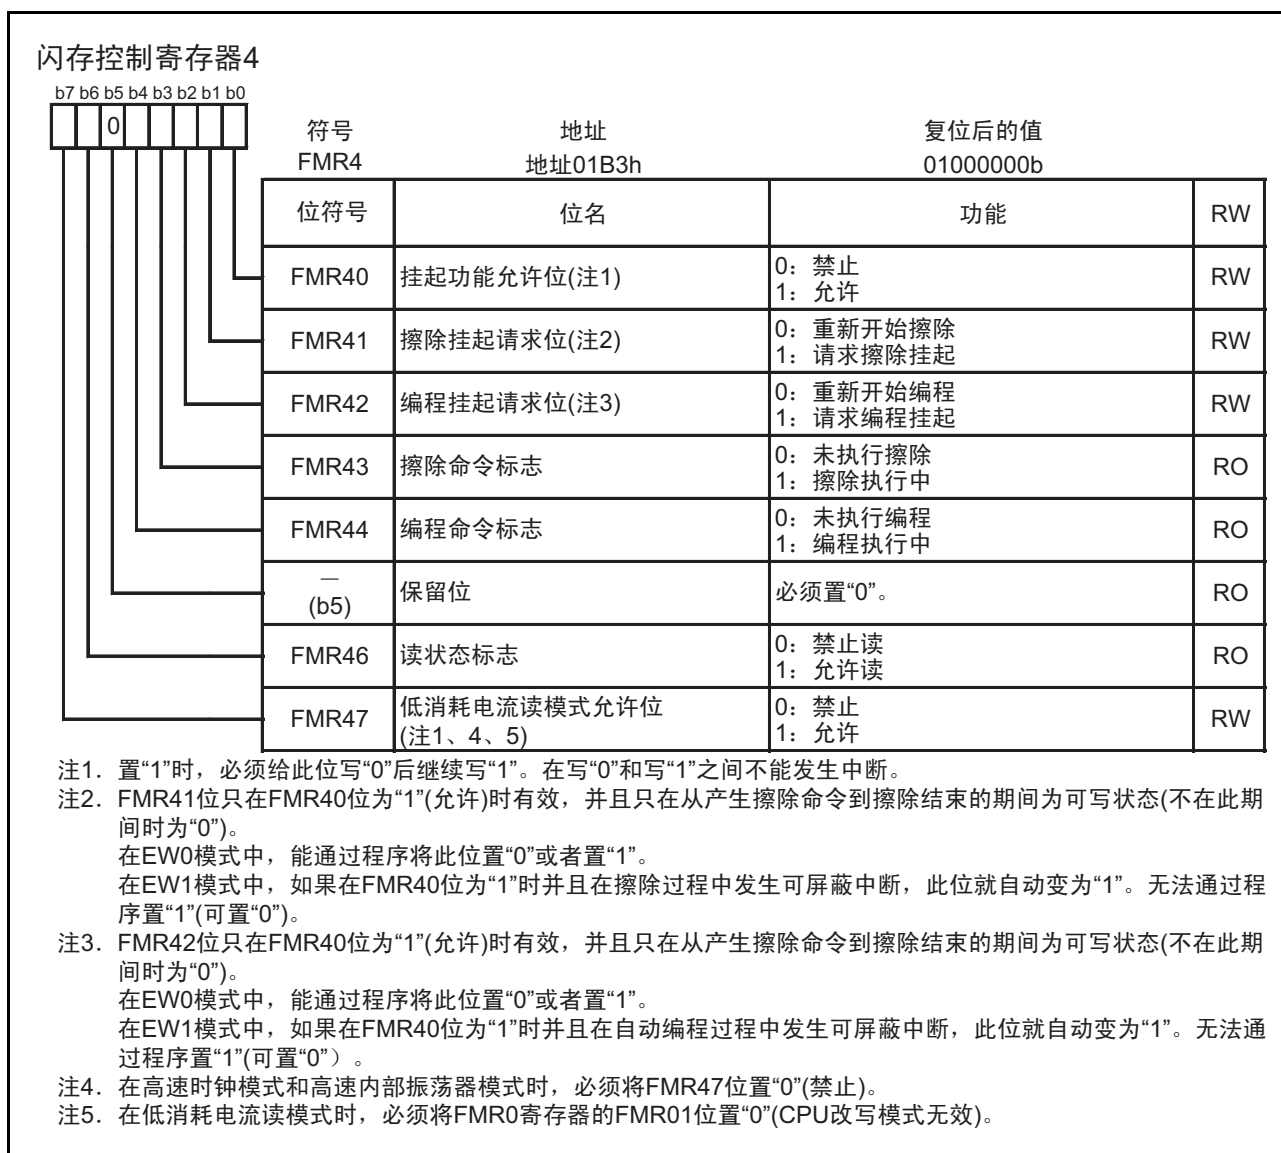 闪存控制寄存器4
b7 b6 b5 b4 b3 b2 b1 b0
0
符号 地址 复位后的值
FMR4 地址01B3h 01000000b
位符号 位名 功能 RW
FMR40 挂起功能允许位(注1) 0：禁止 RW
1：允许
FMR41 擦除挂起请求位(注2) 0：重新开始擦除 RW
1：请求擦除挂起
FMR42 编程挂起请求位(注3) 0：重新开始编程 RW
1：请求编程挂起
FMR43 擦除命令标志 0：未执行擦除 RO
1：擦除执行中
FMR44 编程命令标志 0：未执行编程 RO
1：编程执行中
—
(b5) 保留位 必须置“0”。 RO
FMR46 读状态标志 0：禁止读 RO
1：允许读
FMR47 低消耗电流读模式允许位 0：禁止 RW
(注1、4、5) 1：允许
注1. 置“1”时，必须给此位写“0”后继续写“1”。在写“0”和写“1”之间不能发生中断。
注2. FMR41位只在FMR40位为“1”(允许)时有效，并且只在从产生擦除命令到擦除结束的期间为可写状态(不在此期
间时为“0”)。
在EW0模式中，能通过程序将此位置“0”或者置“1”。
在EW1模式中，如果在FMR40位为“1”时并且在擦除过程中发生可屏蔽中断，此位就自动变为“1”。无法通过程
序置“1”(可置“0”)。
注3. FMR42位只在FMR40位为“1”(允许)时有效，并且只在从产生擦除命令到擦除结束的期间为可写状态(不在此期
间时为“0”)。
在EW0模式中，能通过程序将此位置“0”或者置“1”。
在EW1模式中，如果在FMR40位为“1”时并且在自动编程过程中发生可屏蔽中断，此位就自动变为“1”。无法通
过程序置“1”(可置“0”）。
注4. 在高速时钟模式和高速内部振荡器模式时，必须将FMR47位置“0”(禁止)。
注5. 在低消耗电流读模式时，必须将FMR0寄存器的FMR01位置“0”(CPU改写模式无效)。